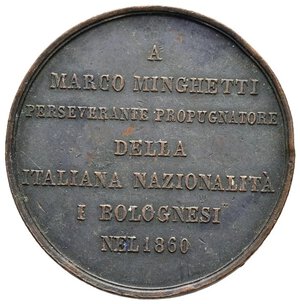 A
MARCO MINGHETTI
PERSEVERANTE PROPUGNATORE
DELLA
ITALIANA NAZIONALITÀ
I BOLOGNESI
NEL 1860